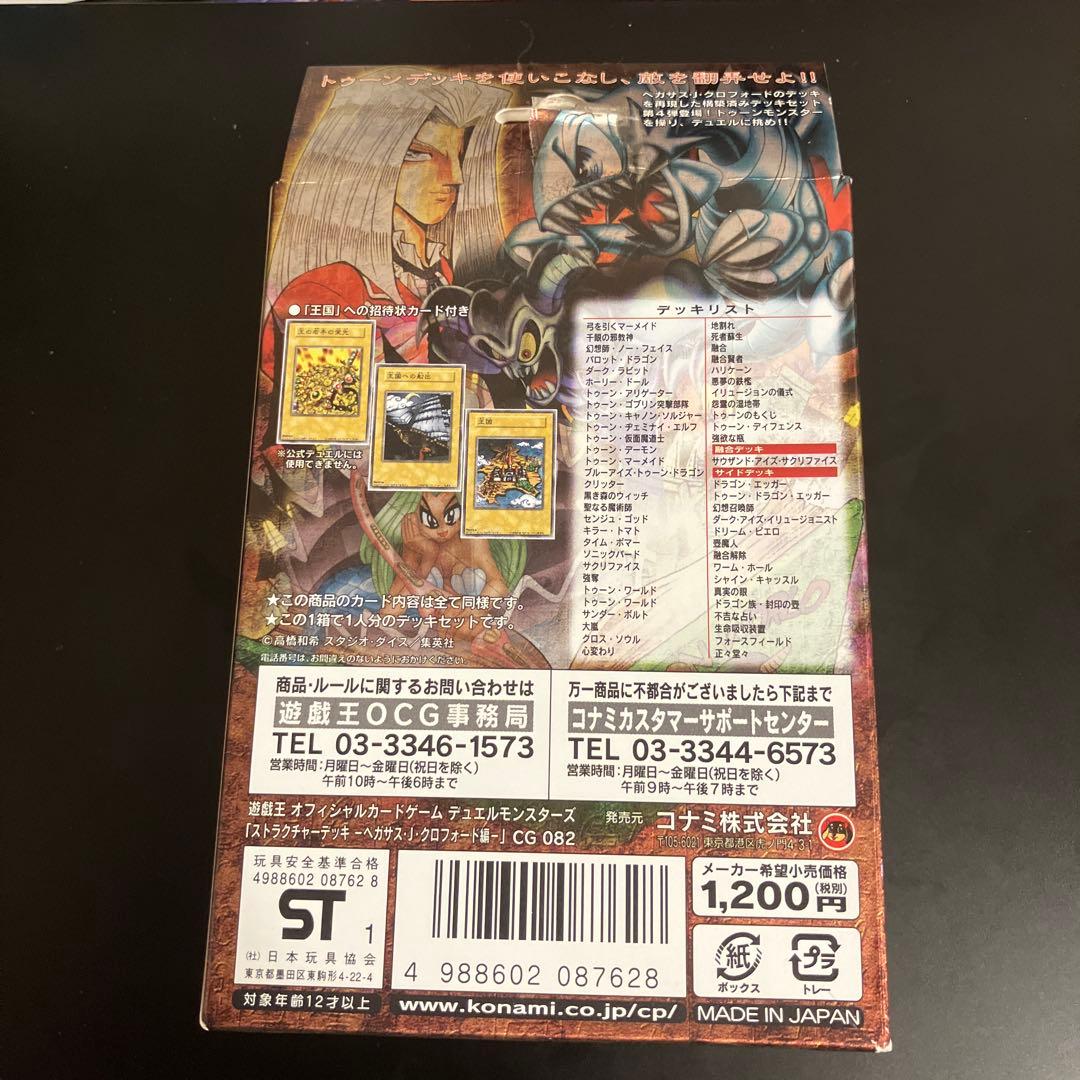 トゥーンデッキを使いこなし、敵を翻弄せよ!!
ペガサス・J・クロフォードのデッキ
を再現した構築済みデッキセット
第4弾登場!トゥーンモンスター
を操り、デュエルに挑め!!
●「王国」への招待状カード付き
王の右手の栄光
王国への船出
王国
※公式デュエルには
使用できません。
デッキリスト
弓を引くマーメイド
千眼の邪教神
幻想師・ノー・フェイス
パロット・ドラゴン
ダーク・ラビット
ホーリー・ドール
トゥーン・アリゲーター
トゥーン・ゴブリン突撃部隊
トゥーン・キャノン・ソルジャー
トゥーン・ヂェミナイ・エルフ
トゥーン・仮面魔道士
トゥーン・デーモン
トゥーン・マーメイド
ブルーアイズ・トゥーン・ドラゴン
クリッター
黒き森のウィッチ
聖なる魔術師
センジュ・ゴッド
キラー・トマト
タイム・ボマー
ソニックバード
サクリファイス
強奪
トゥーン・ワールド
トゥーン・ワールド
サンダー・ボルト
大嵐
クロス・ソウル
心変わり
地割れ
死者蘇生
融合
融合賢者
ハリケーン
悪夢の鉄檻
イリュージョンの儀式
怨霊の湿地帯
トゥーンのもくじ
トゥーン・ディフェンス
強欲な瓶
融合デッキ
サウザンド・アイズ・サクリファイス
サイドデッキ
ドラゴン・エッガー
トゥーン・ドラゴン・エッガー
幻想召喚師
ダーク・アイズ・イリュージョニスト
ドリーム・ピエロ
壺魔人
融合解除
ワーム・ホール
シャイン・キャッスル
真実の眼
ドラゴン族・封印の壺
不吉な占い
生命吸収装置
フォースフィールド
正々堂々
★この商品のカード内容は全て同様です。
★この1箱で1人分のデッキセットです。
©高橋和希 スタジオ・ダイス/集英社
電話番号は、お間違えのないようにおかけください。
商品・ルールに関するお問い合わせは
遊戯王OCG事務局
TEL 03-3346-1573
営業時間:月曜日〜金曜日(祝日を除く)
午前10時〜午後6時まで
万一商品に不都合がございましたら下記まで
コナミカスタマーサポートセンター
TEL 03-3344-6573
営業時間:月曜日〜金曜日(祝日を除く)
午前9時〜午後7時まで
遊戯王 オフィシャルカードゲーム デュエルモンスターズ
「ストラクチャーデッキ −ペガサス・J・クロフォード編−」 CG 082
発売元 コナミ株式会社
〒105-6021 東京都港区虎ノ門4-3-1
玩具安全基準合格
4988602 08762 8
ST 1
(社)日本玩具協会
東京都墨田区東駒形4-22-4
対象年齢12才以上
4 988602 087628
www.konami.co.jp/cp/
メーカー希望小売価格
1,200円(税別)
紙
ボックス
プラ
トレー
MADE IN JAPAN